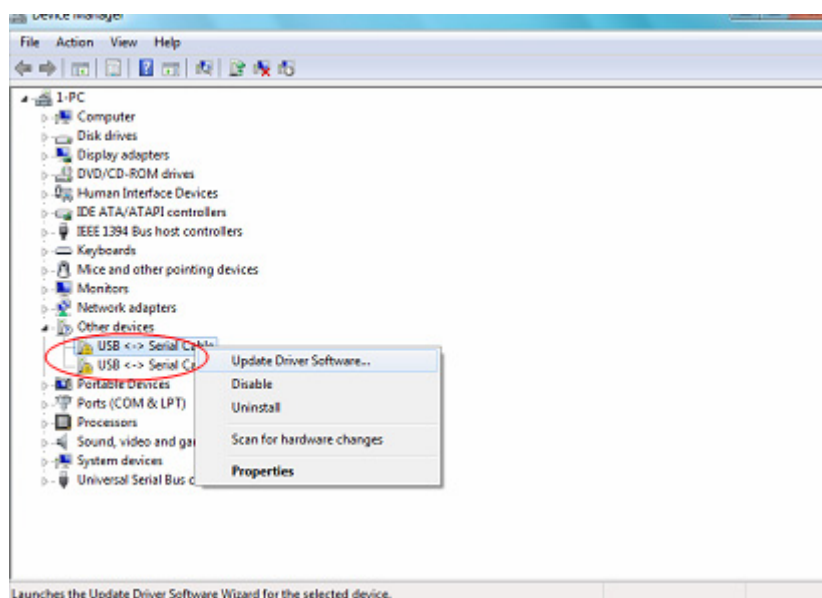 Device Manager
File Action View Help
1-PC
Computer
Disk drives
Display adapters
DVD/CD-ROM drives
Human Interface Devices
IDE ATA/ATAPI controllers
IEEE 1394 Bus host controllers
Keyboards
Mice and other pointing devices
Monitors
Network adapters
Other devices
USB <-> Serial Cable
USB <-> Serial Ca
Portable Devices
Ports (COM & LPT)
Processors
Sound, video and ga
System devices
Universal Serial Bus c
Update Driver Software...
Disable
Uninstall
Scan for hardware changes
Properties
Launches the Update Driver Software Wizard for the selected device.